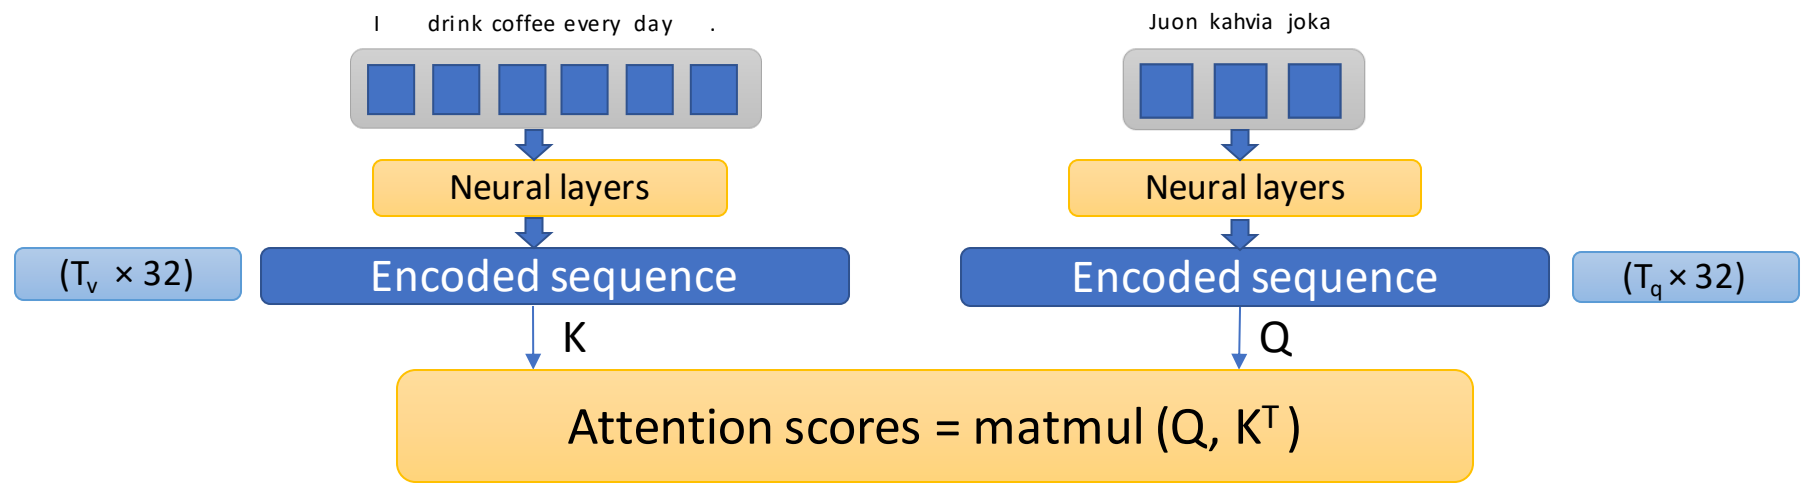 I drink coffee every day .
Juon kahvia joka
Neural layers
Neural layers
(Tv × 32)
Encoded sequence
Encoded sequence
(Tq × 32)
K
Q
Attention scores = matmul (Q, Kᵀ )